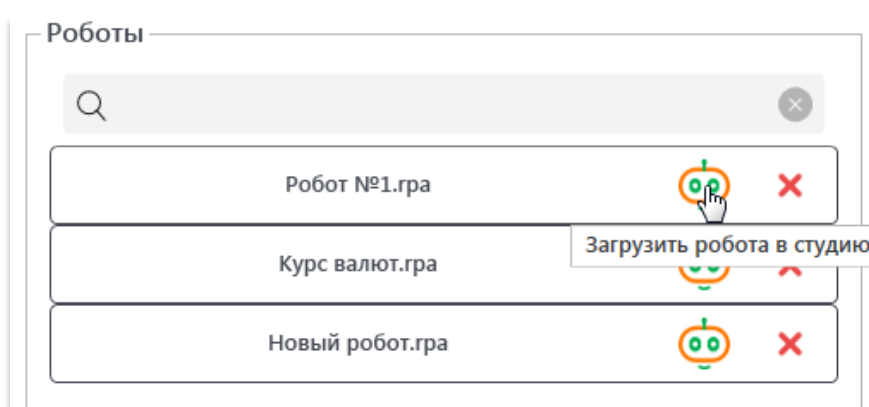 Роботы
Робот №1.rpa
Загрузить робота в студию
Курс валют.rpa
Новый робот.rpa